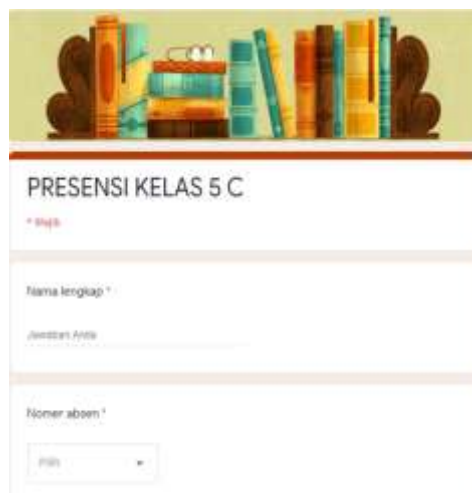 PRESENSI KELAS 5 C
* Wajib
Nama lengkap *
Jawaban Anda
Nomer absen *
Pilih